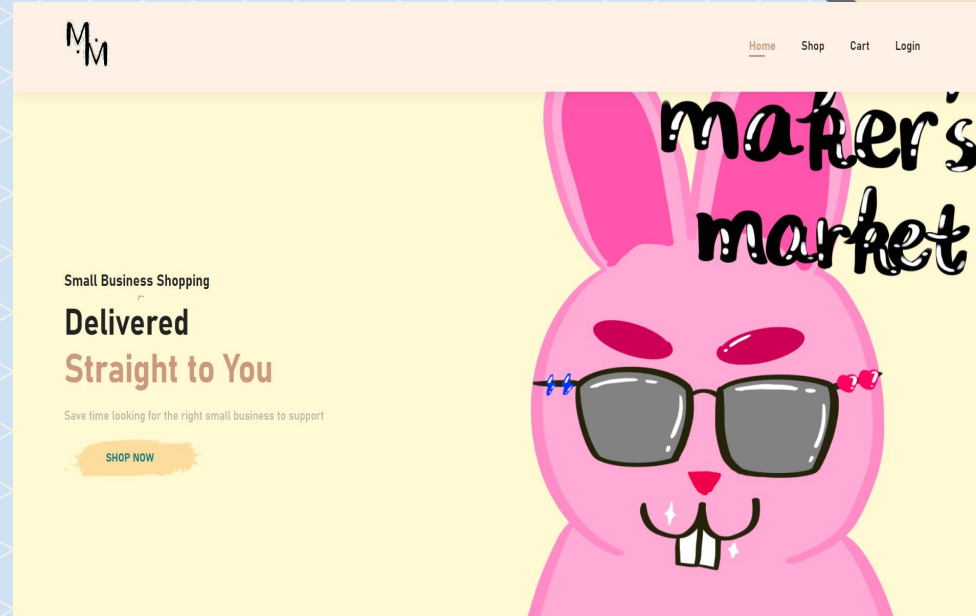 M.M
Home Shop Cart Login
maker's
market
Small Business Shopping
Delivered
Straight to You
Save time looking for the right small business to support
SHOP NOW